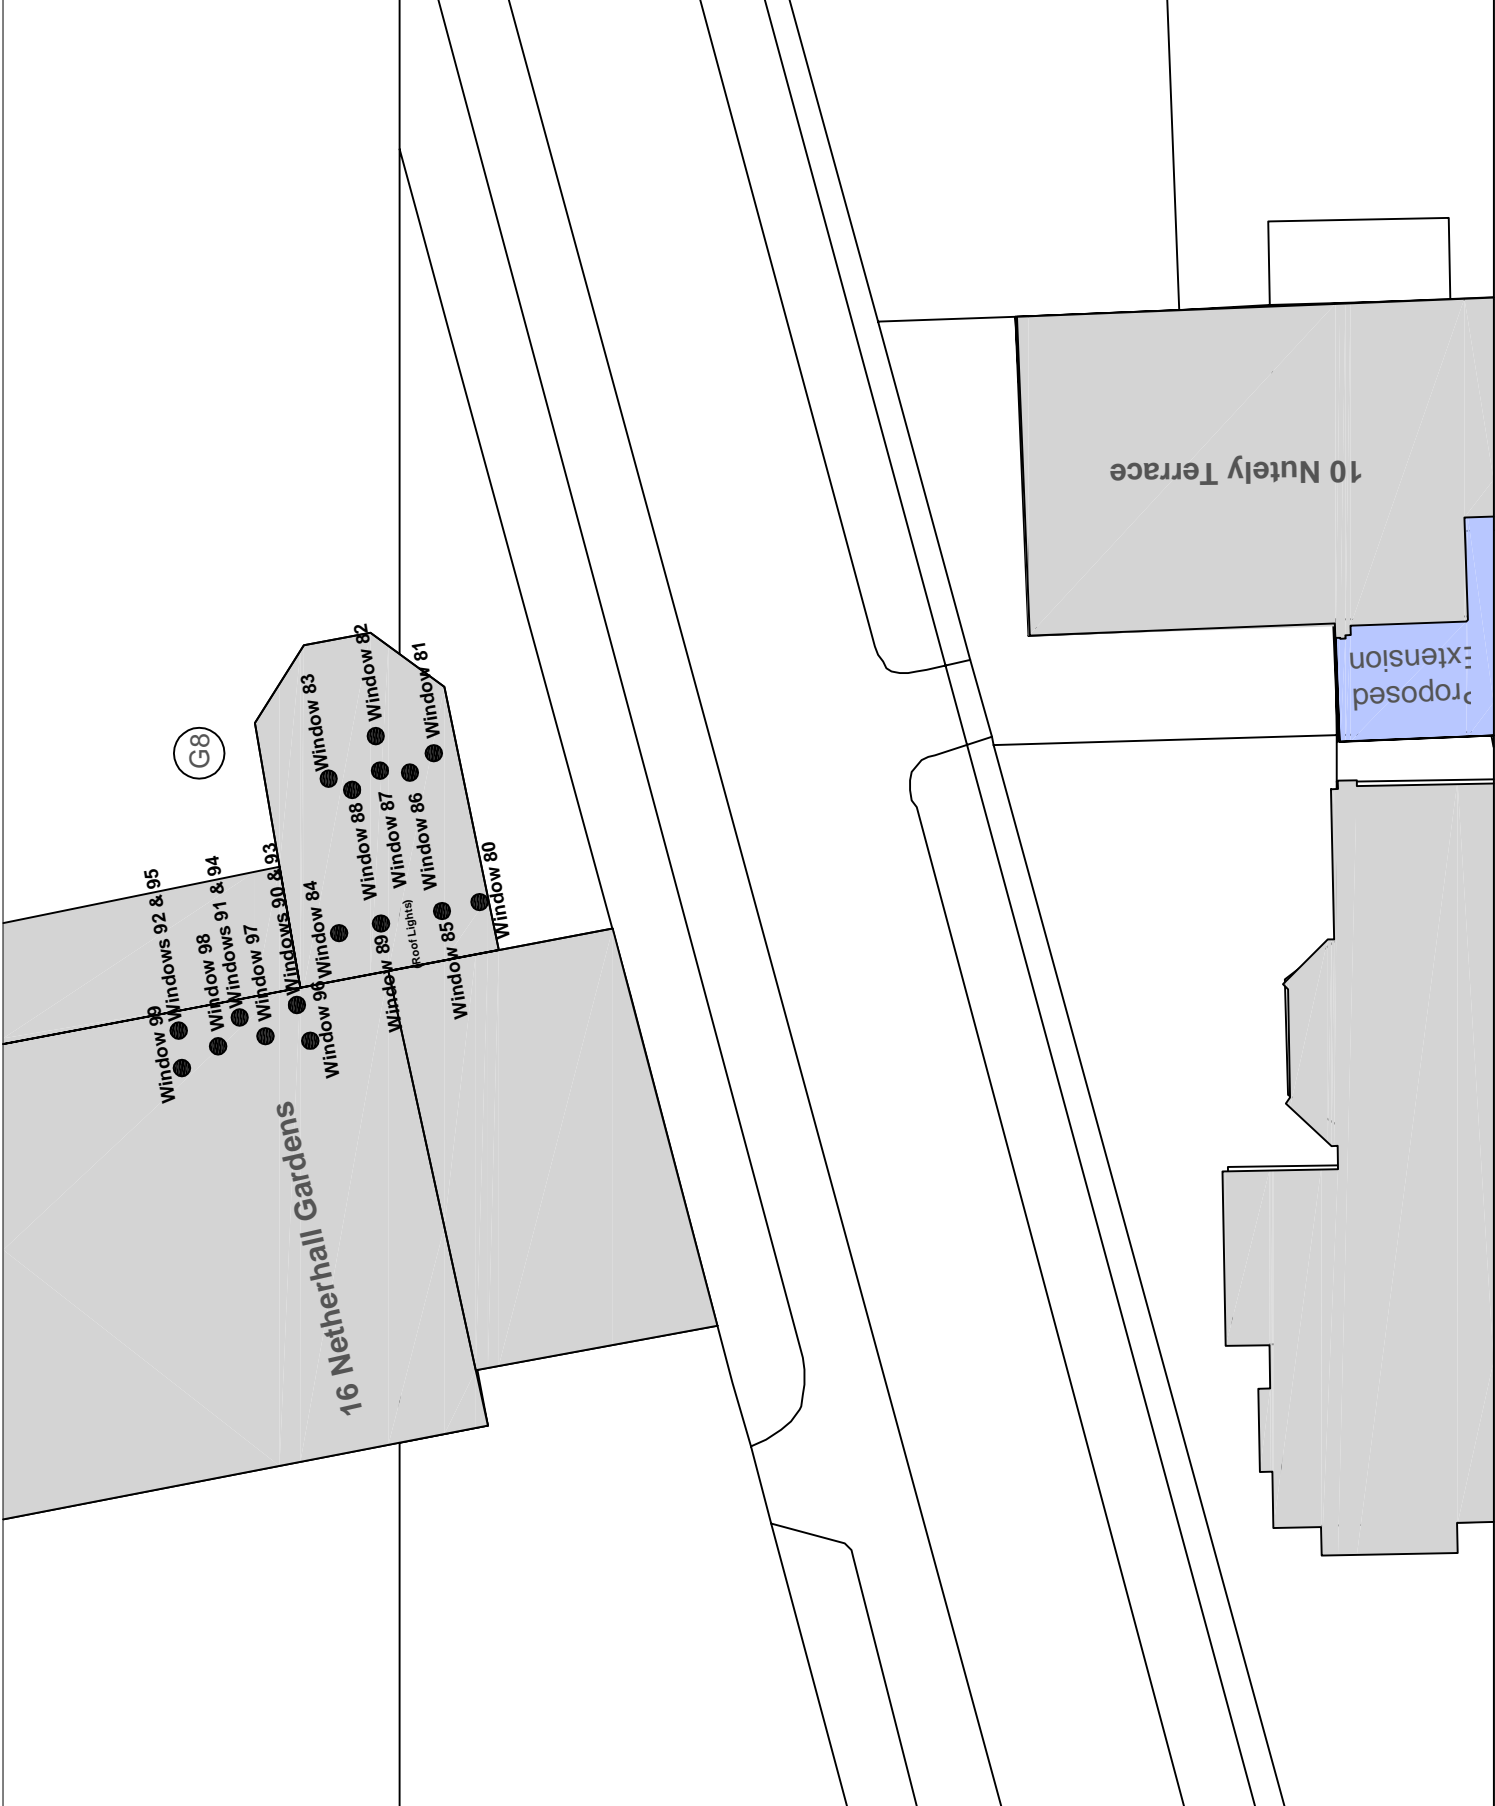 G8
Window 83
Window 82
Window 81
Window 88
Window 87
Window 86
Window 80
Windows 92 & 95
Window 98
Windows 91 & 94
Window 97
Windows 90 & 93
Window 84
Window 89
(Roof Lights)
Window 85
Window 99
Window 96
16 Netherhall Gardens
10 Nutely Terrace
Proposed
Extension